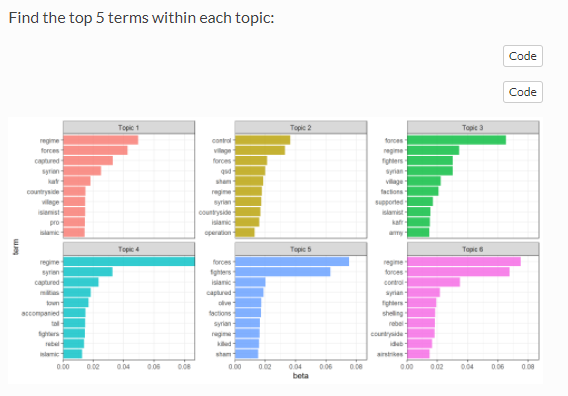 Find the top 5 terms within each topic:
Code
Code
Topic 1
Topic 2
Topic 3
regime
forces
captured
syrian
kafr
countryside
village
islamist
pro
islamic
control
village
forces
qsd
sham
regime
syrian
countryside
islamic
operation
forces
regime
fighters
syrian
village
factions
supported
islamist
kafr
army
term
Topic 4
Topic 5
Topic 6
regime
syrian
captured
militias
town
accompanied
tall
fighters
rebel
islamic
forces
fighters
islamic
captured
olive
factions
syrian
regime
killed
sham
regime
forces
control
syrian
fighters
shelling
rebel
countryside
idleb
airstrikes
0.00 0.02 0.04 0.06 0.08
0.00 0.02 0.04 0.06 0.08
0.00 0.02 0.04 0.06 0.08
beta